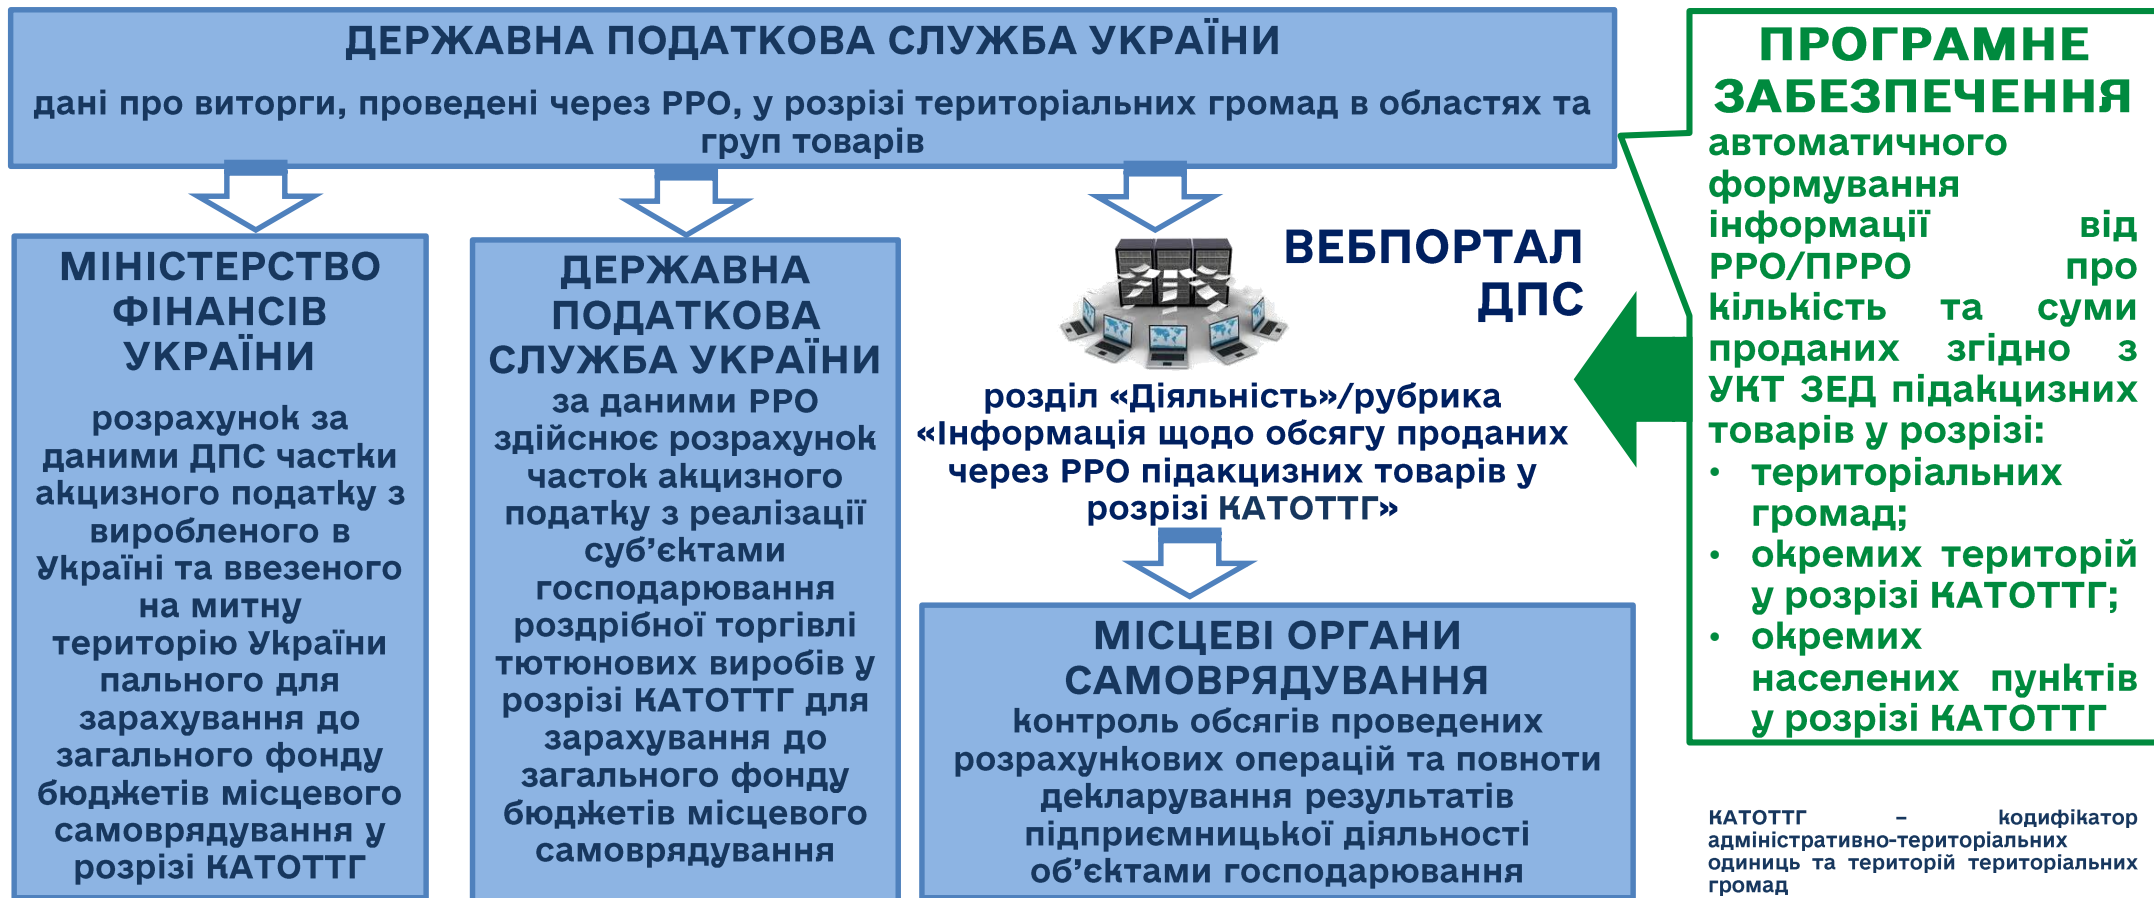 ДЕРЖАВНА ПОДАТКОВА СЛУЖБА УКРАЇНИ
дані про виторги, проведені через РРО, у розрізі територіальних громад в областях та
груп товарів
МІНІСТЕРСТВО
ФІНАНСІВ
УКРАЇНИ
розрахунок за
даними ДПС частки
акцизного податку з
виробленого в
Україні та ввезеного
на митну
територію України
пального для
зарахування до
загального фонду
бюджетів місцевого
самоврядування у
розрізі КАТОТТГ
ДЕРЖАВНА
ПОДАТКОВА
СЛУЖБА УКРАЇНИ
за даними РРО
здійснює розрахунок
часток акцизного
податку з реалізації
суб’єктами
господарювання
роздрібної торгівлі
тютюнових виробів у
розрізі КАТОТТГ для
зарахування до
загального фонду
бюджетів місцевого
самоврядування
ВЕБПОРТАЛ
ДПС
розділ «Діяльність»/рубрика
«Інформація щодо обсягу проданих
через РРО підакцизних товарів у
розрізі КАТОТТГ»
МІСЦЕВІ ОРГАНИ
САМОВРЯДУВАННЯ
контроль обсягів проведених
розрахункових операцій та повноти
декларування результатів
підприємницької діяльності
об’єктами господарювання
ПРОГРАМНЕ
ЗАБЕЗПЕЧЕННЯ
автоматичного
формування
інформації від
РРО/ПРРО про
кількість та суми
проданих згідно з
УКТ ЗЕД підакцизних
товарів у розрізі:
• територіальних
громад;
• окремих територій
у розрізі КАТОТТГ;
• окремих
населених пунктів
у розрізі КАТОТТГ
КАТОТТГ – кодифікатор
адміністративно-територіальних
одиниць та територій територіальних
громад